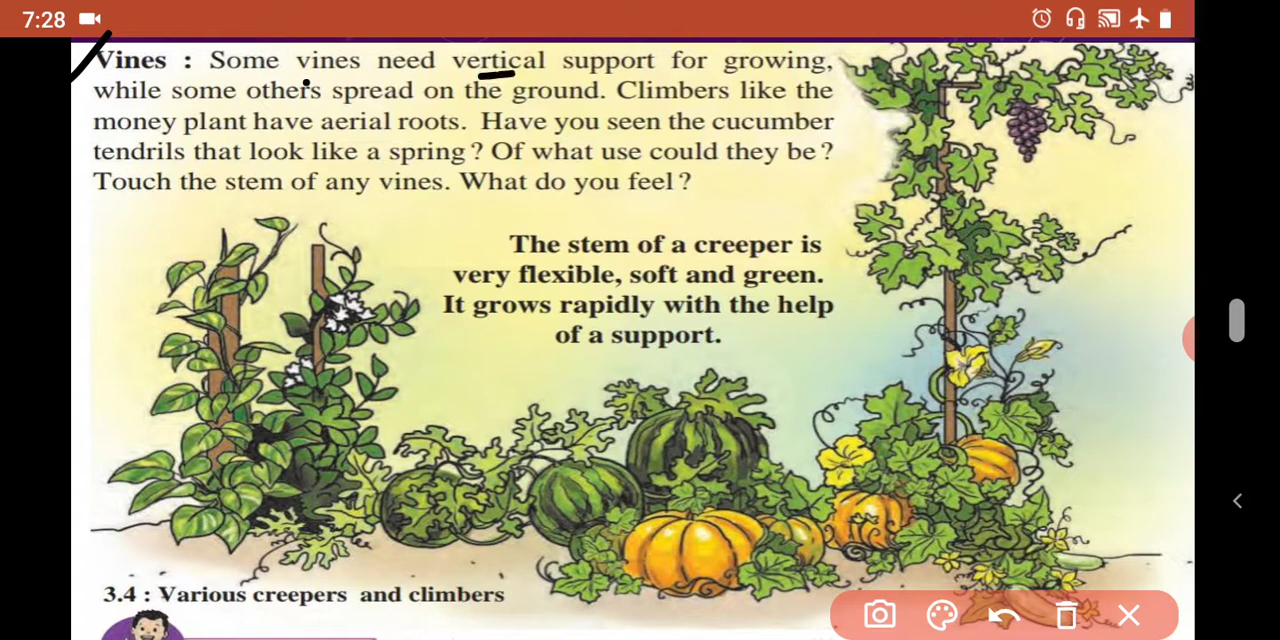 7:28
Vines : Some vines need vertical support for growing,
while some others spread on the ground. Climbers like the
money plant have aerial roots. Have you seen the cucumber
tendrils that look like a spring? Of what use could they be?
Touch the stem of any vines. What do you feel?
The stem of a creeper is
very flexible, soft and green.
It grows rapidly with the help
of a support.
3.4 : Various creepers and climbers